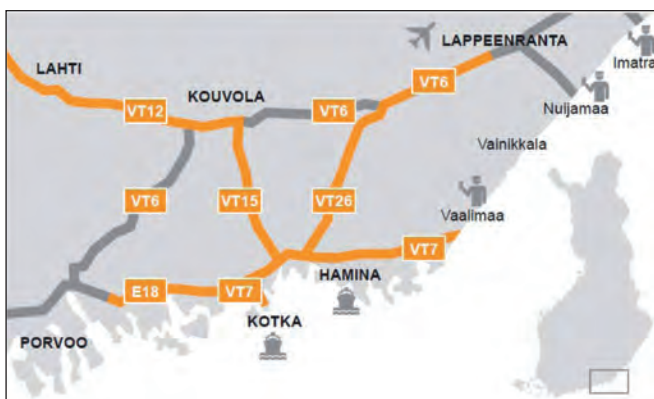 LAPPEENRANTA
Imatra
LAHTI
VT6
KOUVOLA
VT12
VT6
Nuijamaa
Vainikkala
VT6
VT15
VT26
Vaalimaa
HAMINA
VT7
E18
VT7
KOTKA
PORVOO